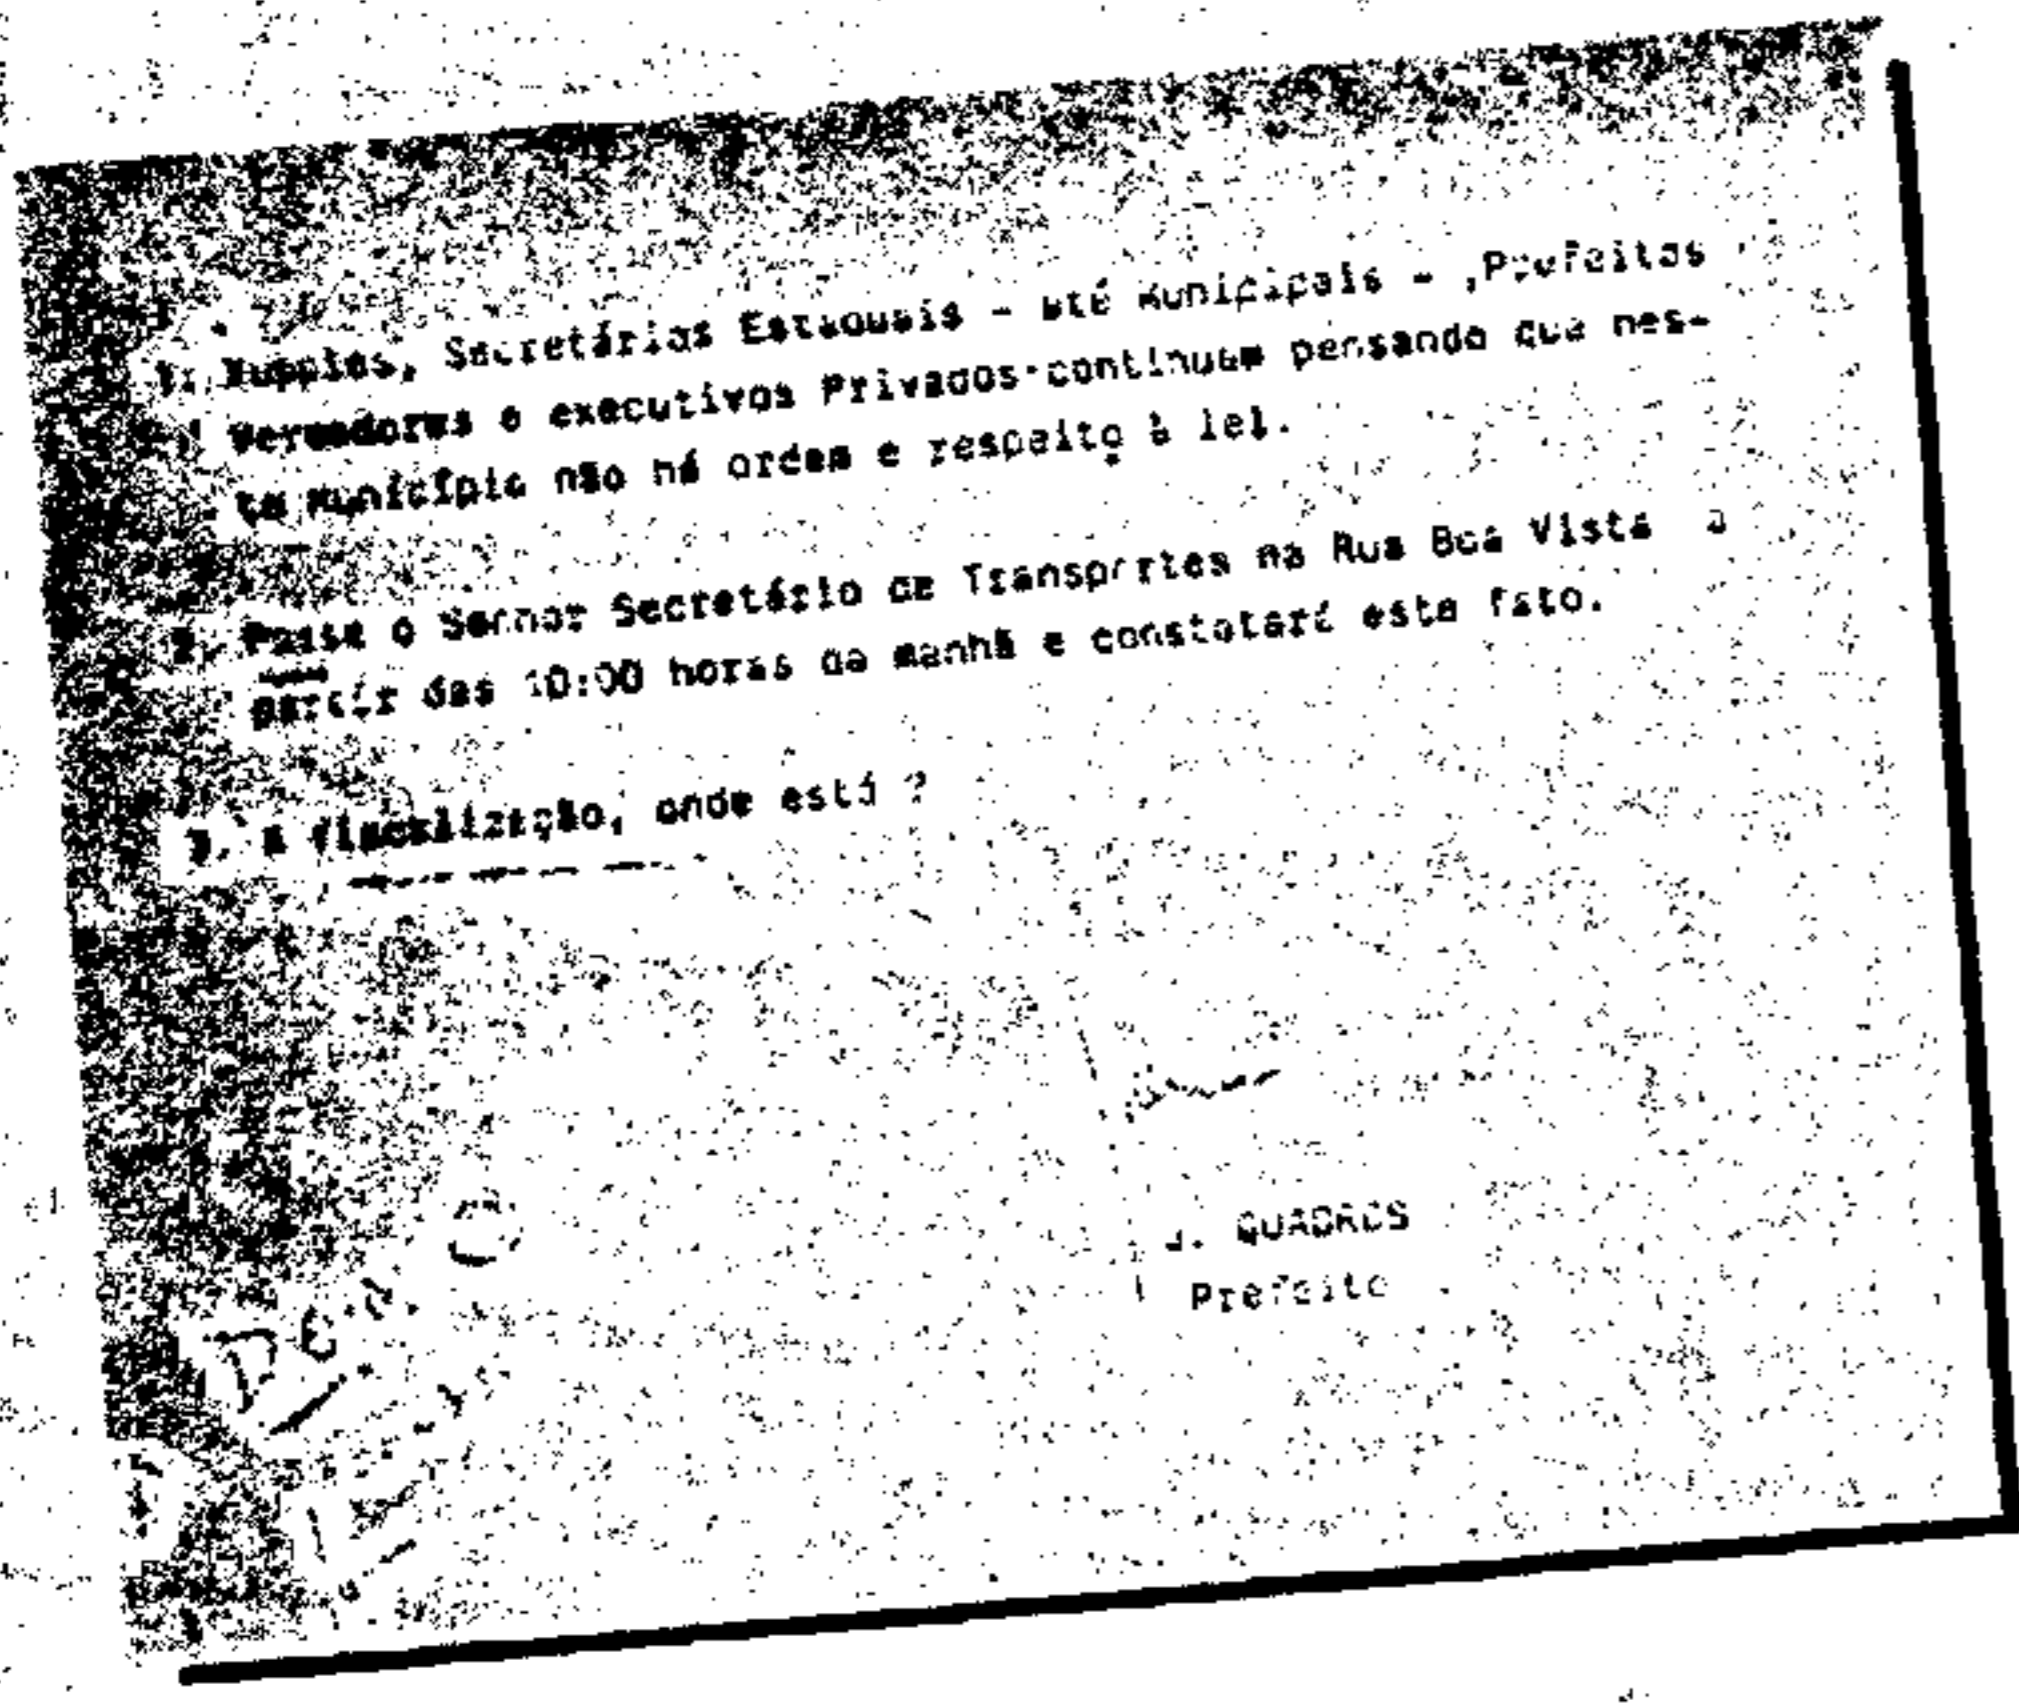 1. Yuppies, Secretários Estaduais - até Municipais - ,Prefeitos
Vereadores e executivos Privados continuam pensando que nes-
te Município não há ordem e respeito à lei.
2. Passe o Senhor Secretário de Transportes na Rua Boa Vista a
partir das 10:00 horas da manhã e constatará este fato.
3. A fiscalização, onde está ?
J. QUADROS
Prefeito